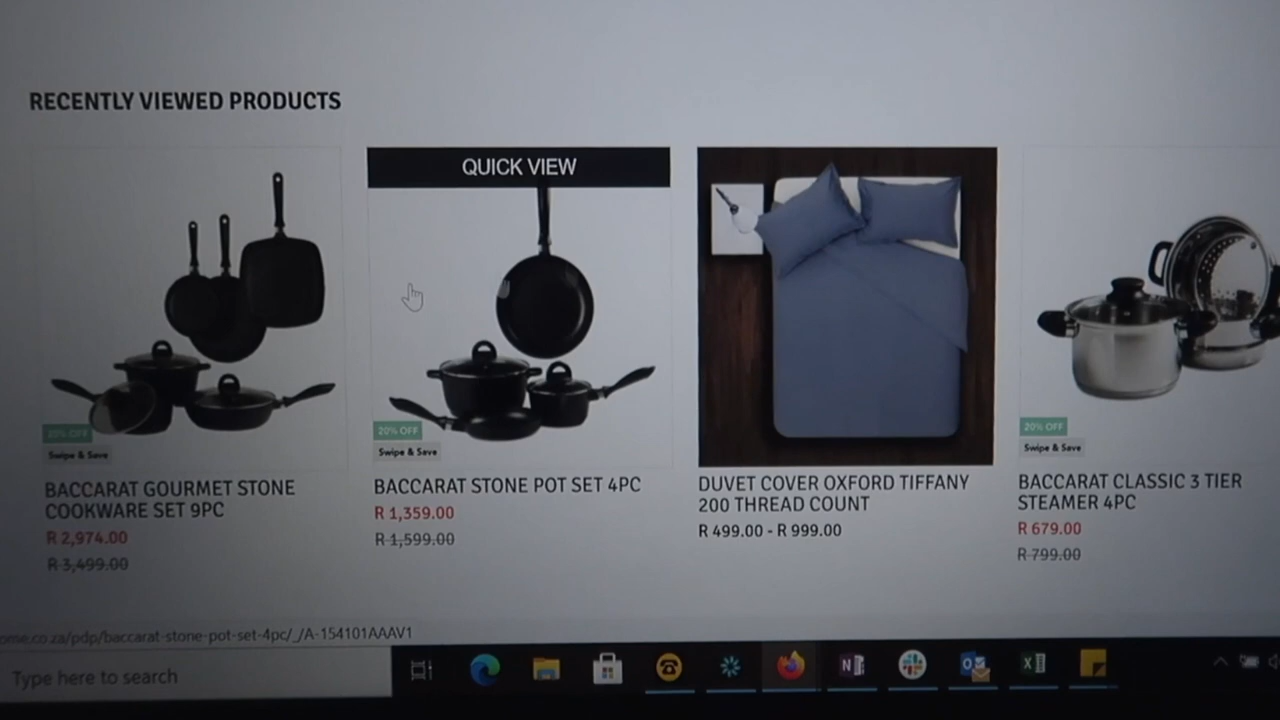 RECENTLY VIEWED PRODUCTS
QUICK VIEW
20% OFF
Swipe & Save
BACCARAT GOURMET STONE
COOKWARE SET 9PC
R 2,974.00
R 3,499.00
20% OFF
Swipe & Save
BACCARAT STONE POT SET 4PC
R 1,359.00
R 1,599.00
DUVET COVER OXFORD TIFFANY
200 THREAD COUNT
R 499.00 - R 999.00
20% OFF
Swipe & Save
BACCARAT CLASSIC 3 TIER
STEAMER 4PC
R 679.00
R 799.00
ome.co.za/pdp/baccarat-stone-pot-set-4pc/_/A-154101AAAV1
Type here to search